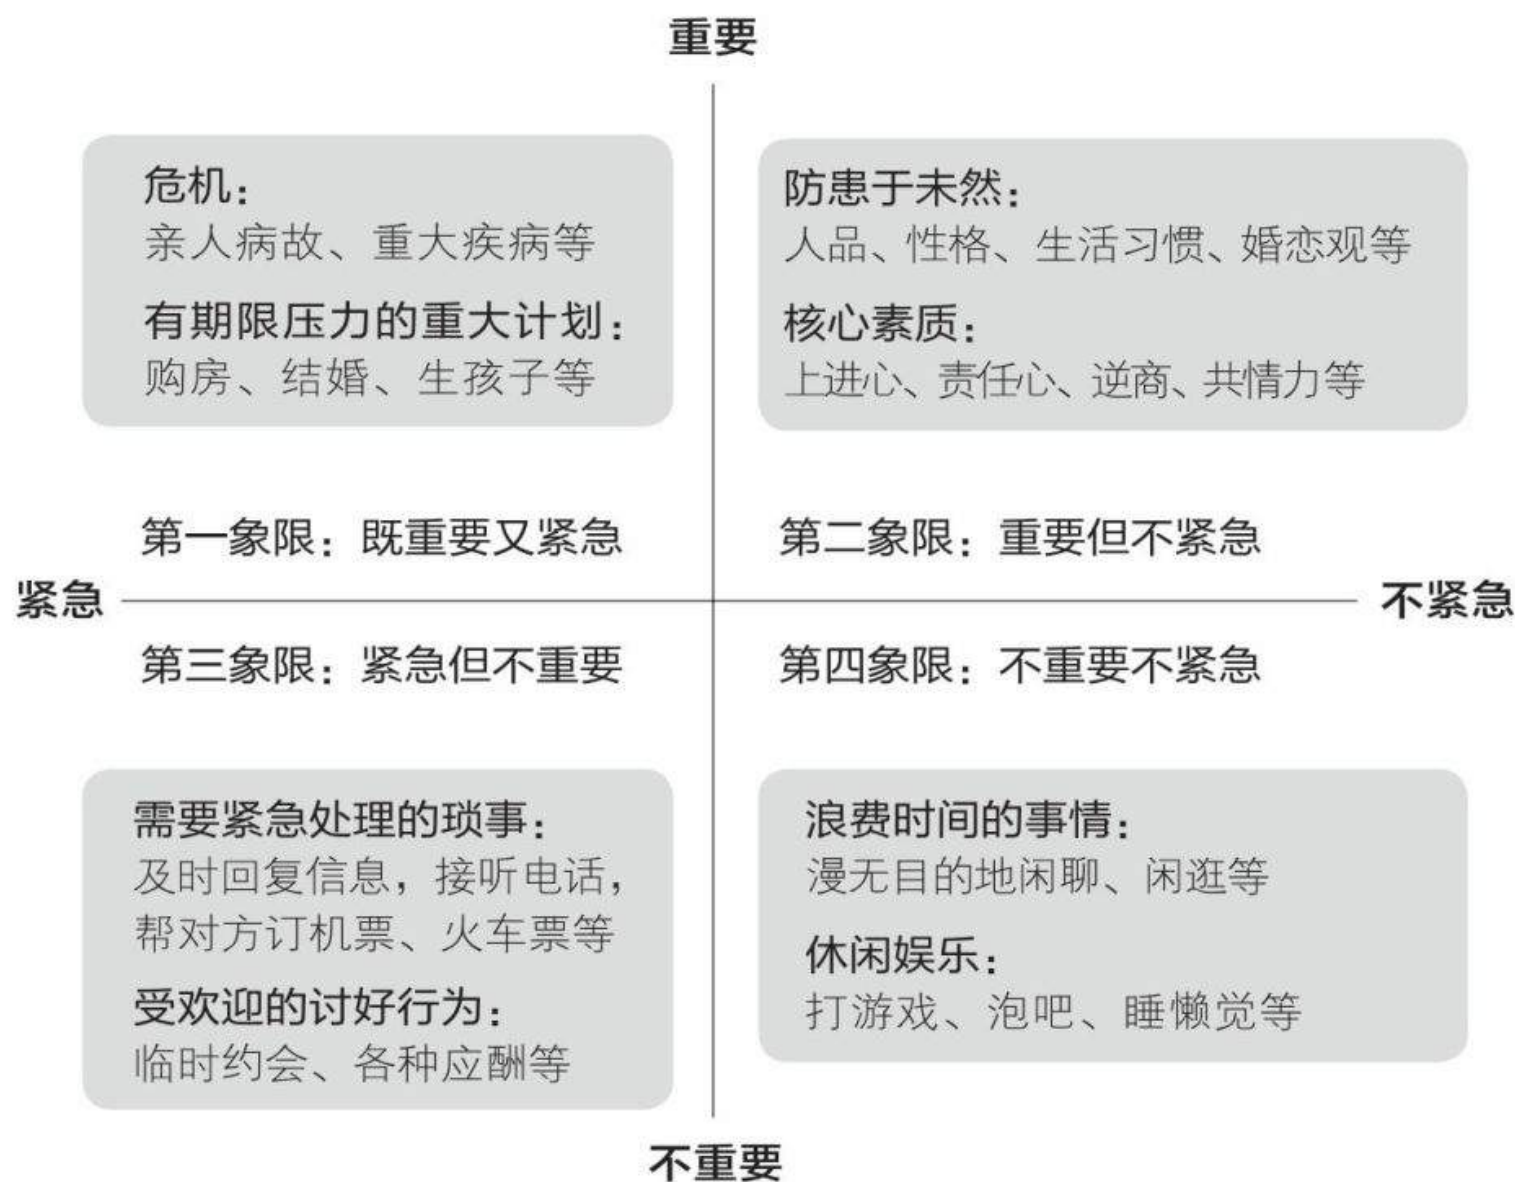 重要
危机：
亲人病故、重大疾病等
有期限压力的重大计划：
购房、结婚、生孩子等
防患于未然：
人品、性格、生活习惯、婚恋观等
核心素质：
上进心、责任心、逆商、共情力等
第一象限：既重要又紧急
第二象限：重要但不紧急
紧急
不紧急
第三象限：紧急但不重要
第四象限：不重要不紧急
需要紧急处理的琐事：
及时回复信息，接听电话，
帮对方订机票、火车票等
受欢迎的讨好行为：
临时约会、各种应酬等
浪费时间的事情：
漫无目的地闲聊、闲逛等
休闲娱乐：
打游戏、泡吧、睡懒觉等
不重要